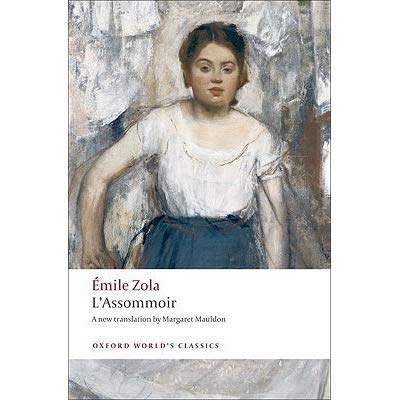 Émile Zola
L'Assommoir
A new translation by Margaret Mauldon
OXFORD WORLD'S CLASSICS